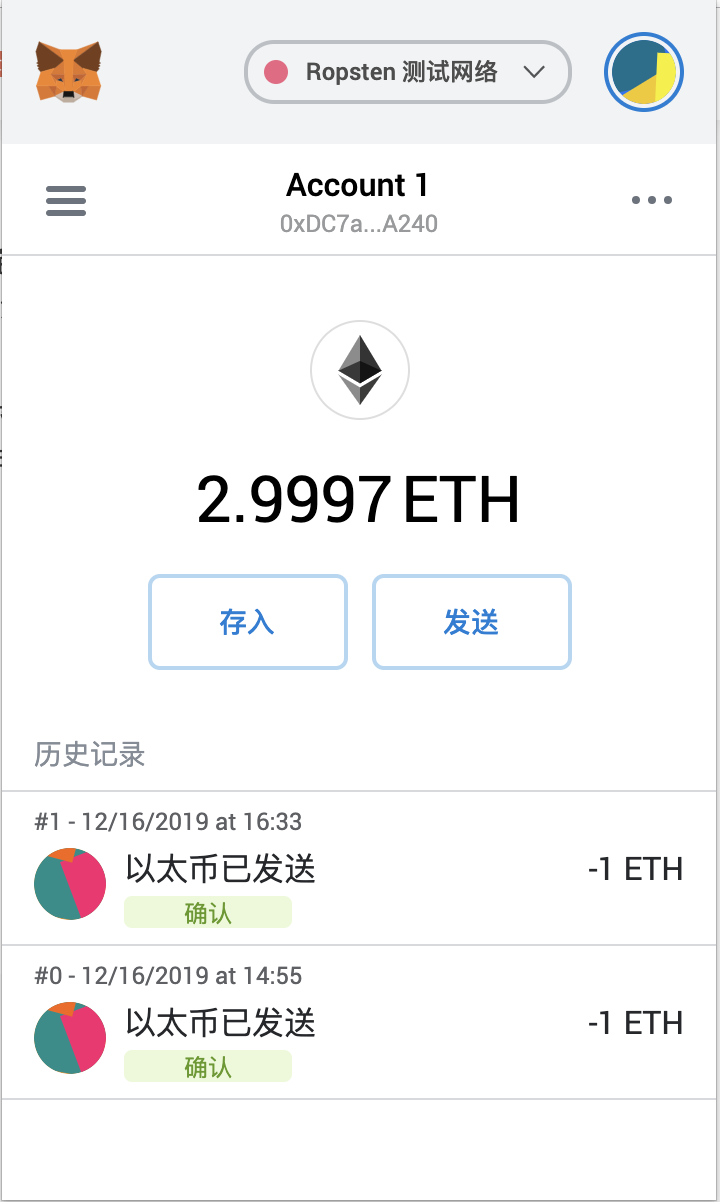 Ropsten 测试网络
Account 1
0xDC7a...A240
2.9997 ETH
存入
发送
历史记录
#1 - 12/16/2019 at 16:33
以太币已发送
-1 ETH
确认
#0 - 12/16/2019 at 14:55
以太币已发送
-1 ETH
确认